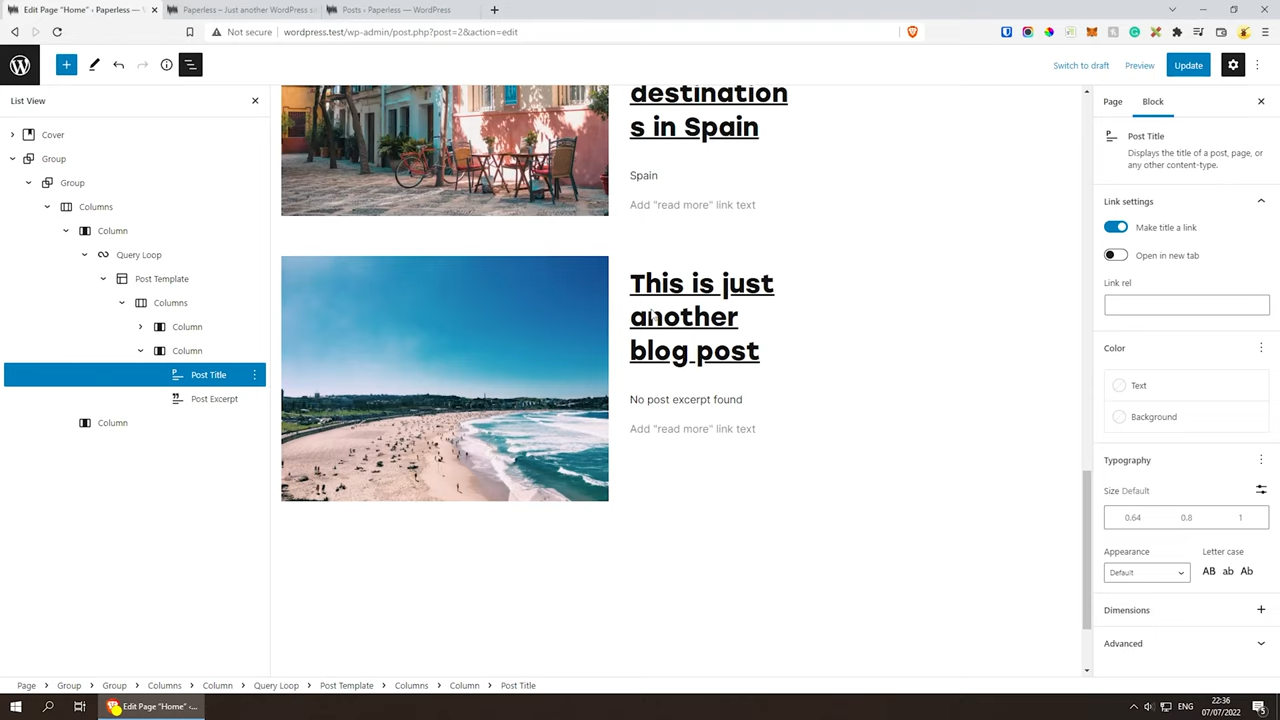 Edit Page "Home" ‹ Paperless — W
Paperless – Just another WordPress s
Posts ‹ Paperless — WordPress
Not secure
wordpress.test/wp-admin/post.php?post=2&action=edit
Switch to draft
Preview
Update
List View
Cover
Group
Group
Columns
Column
Query Loop
Post Template
Columns
Column
Column
Post Title
Post Excerpt
Column
destination
s in Spain
Spain
Add "read more" link text
This is just
another
blog post
No post excerpt found
Add "read more" link text
Page
Block
Post Title
Displays the title of a post, page, or
any other content-type.
Link settings
Make title a link
Open in new tab
Link rel
Color
Text
Background
Typography
Size Default
0.64 0.8 1
Appearance
Letter case
Default
AB ab Ab
Dimensions
Advanced
Page › Group › Group › Columns › Column › Query Loop › Post Template › Columns › Column › Post Title
Edit Page "Home" ‹...
ENG
22:36
07/07/2022
5